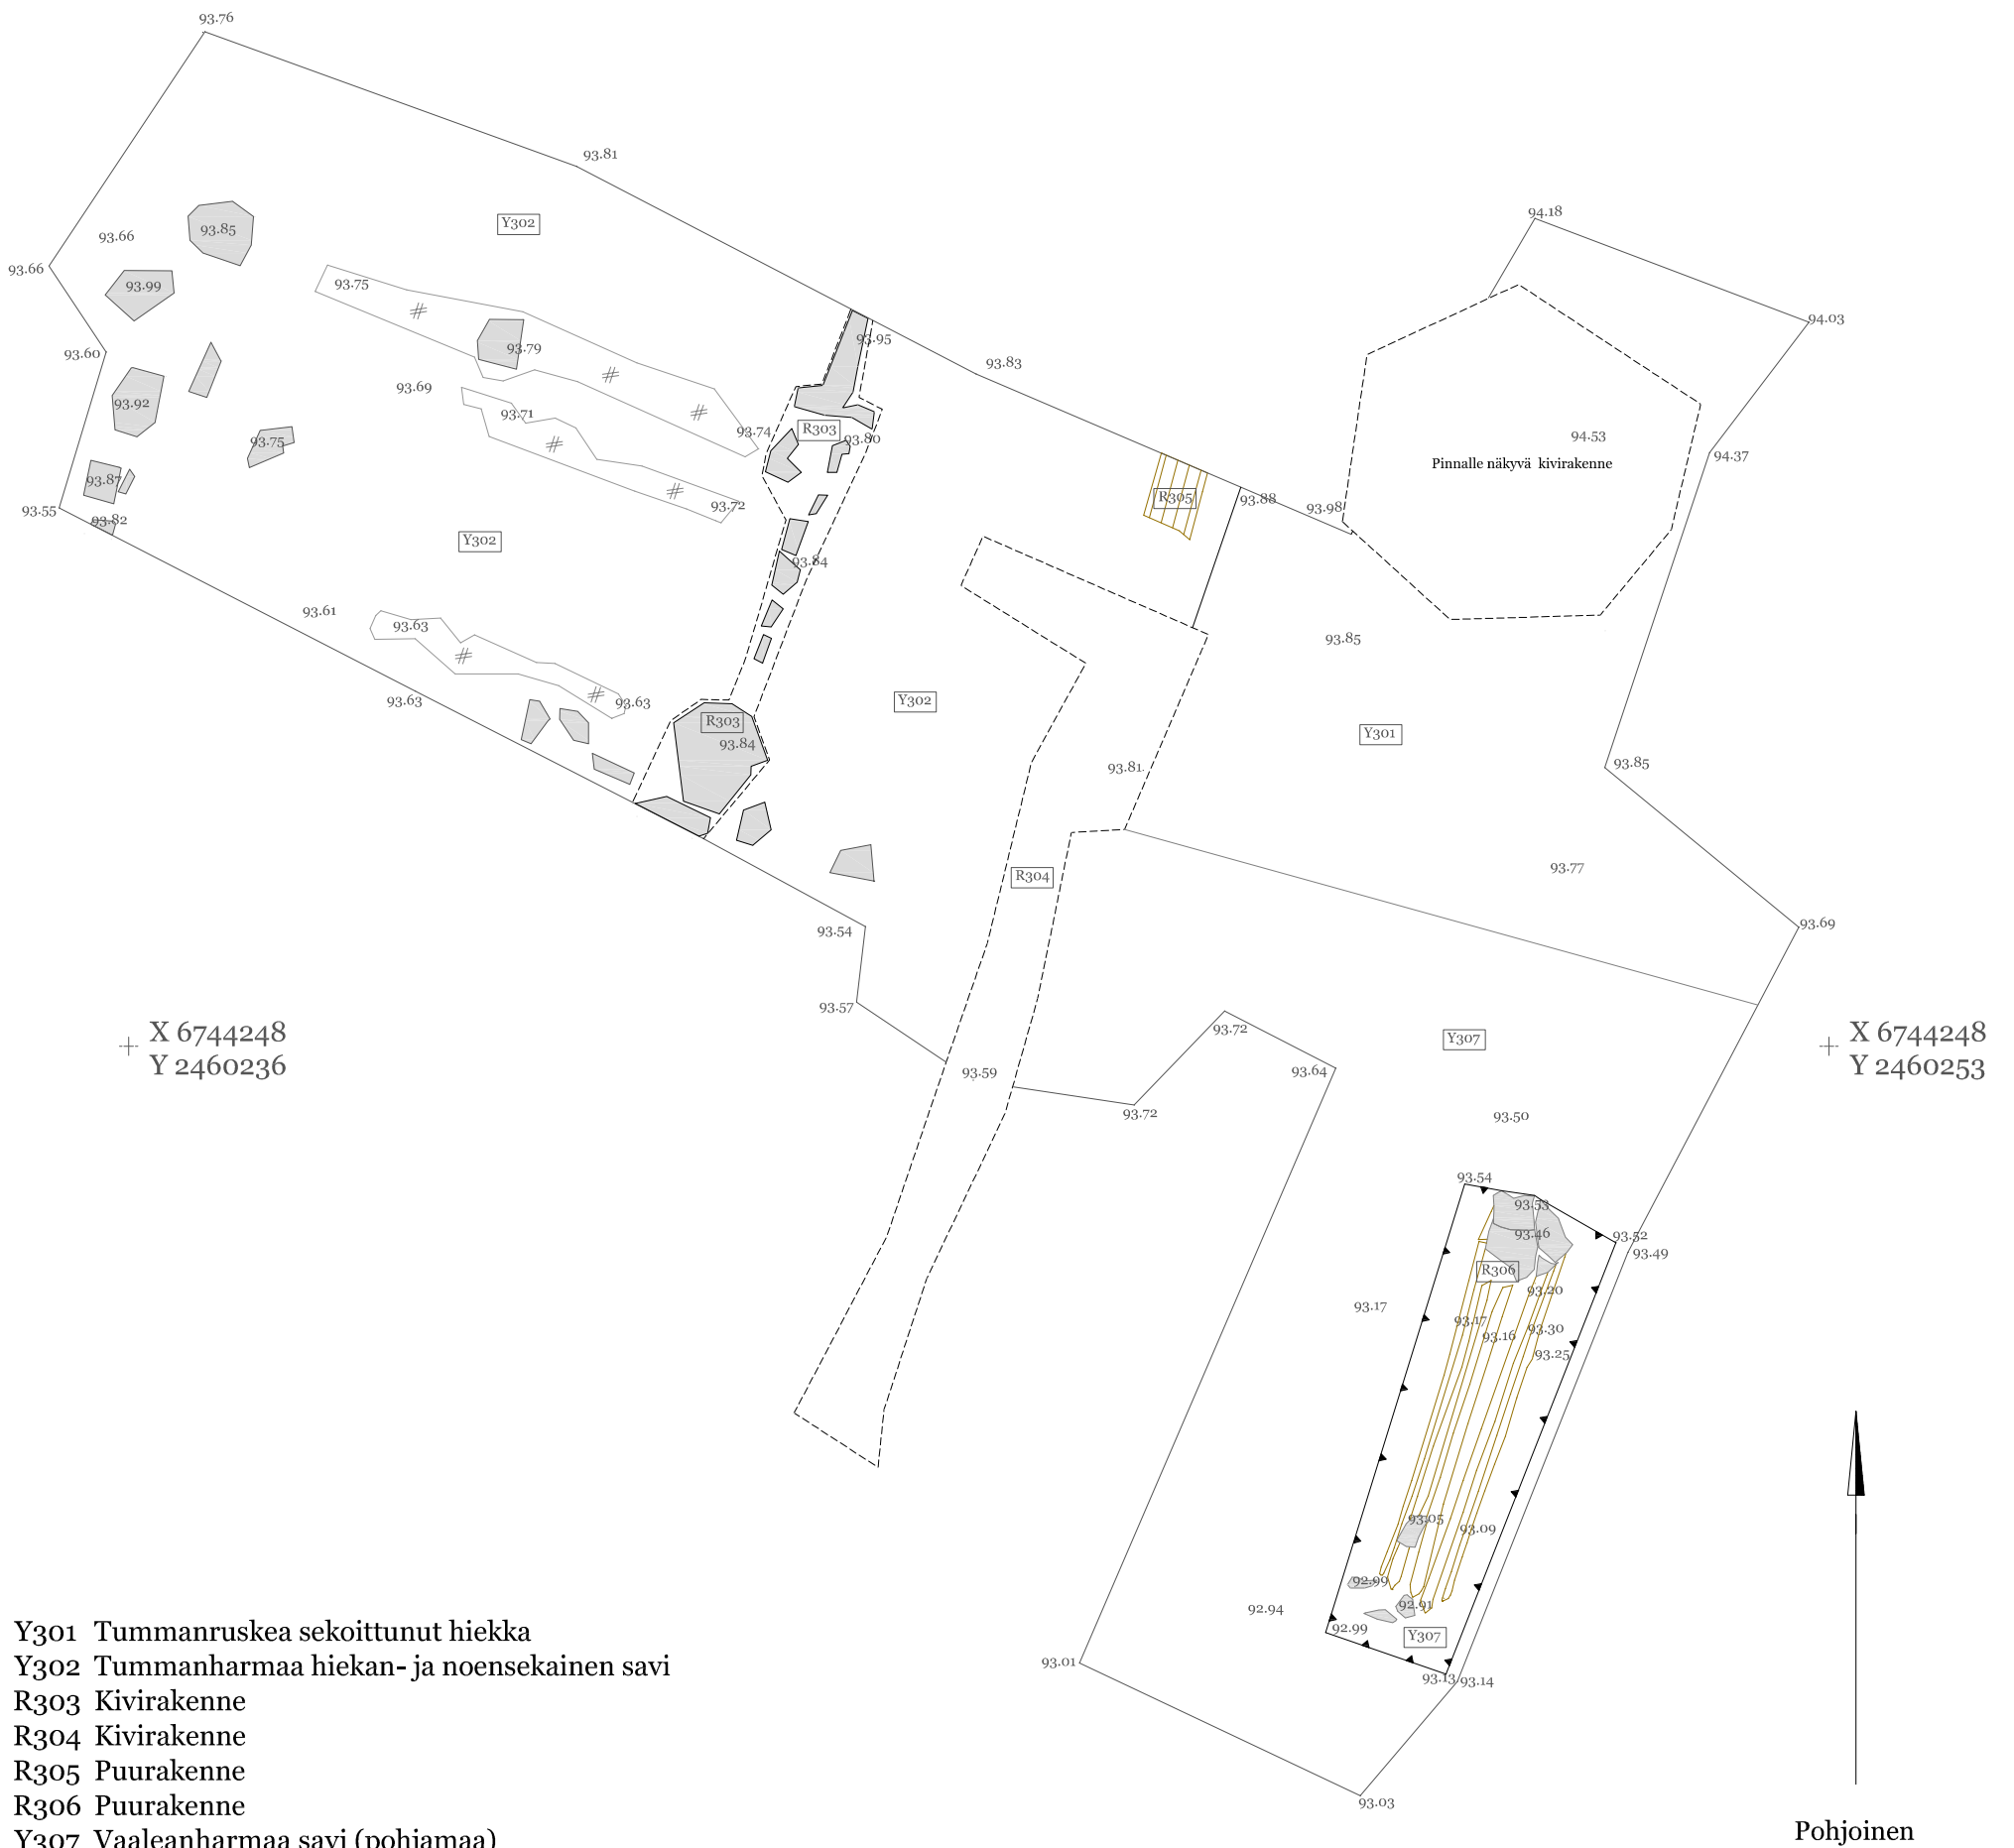 93.76
93.81
Y302
94.18
93.66
93.85
93.66
93.99
93.75
94.03
93.60
93.79
93.95
93.83
93.69
93.92
93.71
93.74
R303
93.80
94.53
93.75
Pinnalle näkyvä kivirakenne
94.37
93.87
R305
93.88
93.98
93.72
93.55
93.82
Y302
93.84
93.61
93.63
93.85
93.63
93.63
Y302
R303
93.84
Y301
93.81
93.85
93.77
R304
93.54
93.69
93.57
93.72
X 6744248
Y 2460236
Y307
X 6744248
Y 2460253
93.59
93.64
93.72
93.50
93.54
93.53
93.46
93.52
93.49
R306
93.20
93.17
93.17
93.16
93.30
93.25
93.05
93.09
92.99
92.94
92.91
92.99
Y307
93.01
93.13
93.14
93.03
Y301 Tummanruskea sekoittunut hiekka
Y302 Tummanharmaa hiekan- ja noensekainen savi
R303 Kivirakenne
R304 Kivirakenne
R305 Puurakenne
R306 Puurakenne
Y307 Vaaleanharmaa savi (pohjamaa)
Pohjoinen